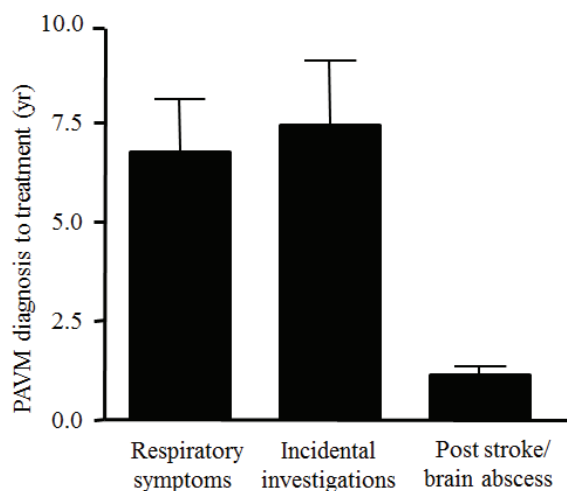 PAVM diagnosis to treatment (yr)
10.0
7.5
5.0
2.5
0.0
Respiratory
symptoms
Incidental
investigations
Post stroke/
brain abscess